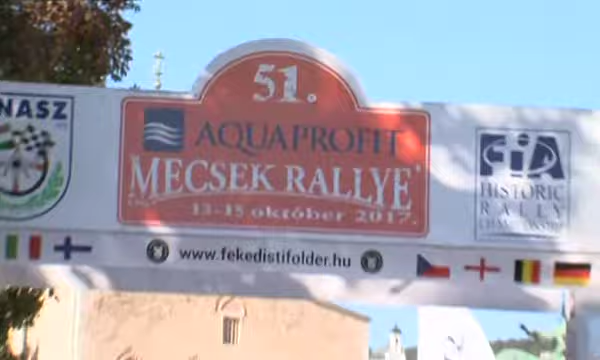 NASZ
51.
AQUAPROFIT
MECSEK RALLYE
13-15 október 2017.
FIA
HISTORIC
RALLY
www.fekedistifolder.hu